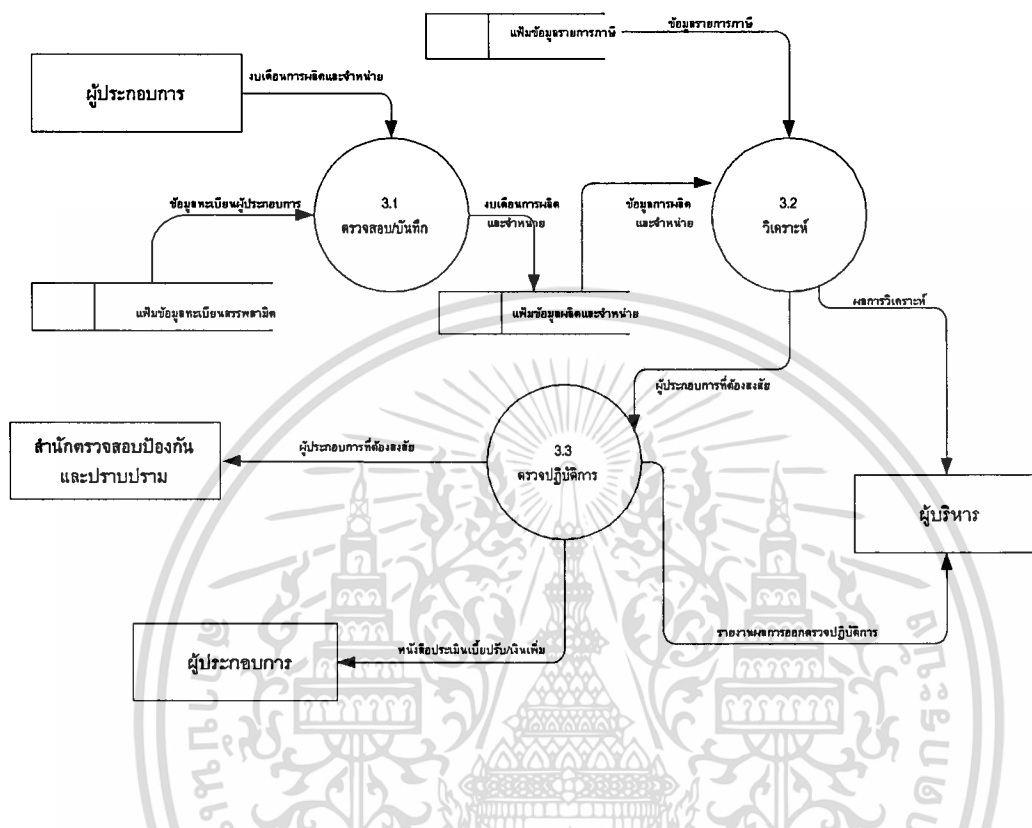 แฟ้มข้อมูลรายการภาษี
ข้อมูลรายการภาษี
ผู้ประกอบการ
งบเดือนการผลิตและจำหน่าย
3.1
ตรวจสอบ/บันทึก
3.2
วิเคราะห์
ข้อมูลทะเบียนผู้ประกอบการ
งบเดือนการผลิต
และจำหน่าย
ข้อมูลการผลิต
และจำหน่าย
แฟ้มข้อมูลทะเบียนสรรพสามิต
แฟ้มข้อมูลผลิตและจำหน่าย
ผลการวิเคราะห์
ผู้ประกอบการที่ต้องสงสัย
สำนักตรวจสอบป้องกัน
และปราบปราม
ผู้ประกอบการที่ต้องสงสัย
3.3
ตรวจปฏิบัติการ
ผู้บริหาร
รายงานผลการออกตรวจปฏิบัติการ
ผู้ประกอบการ
หนังสือประเมินเบี้ยปรับ/เงินเพิ่ม